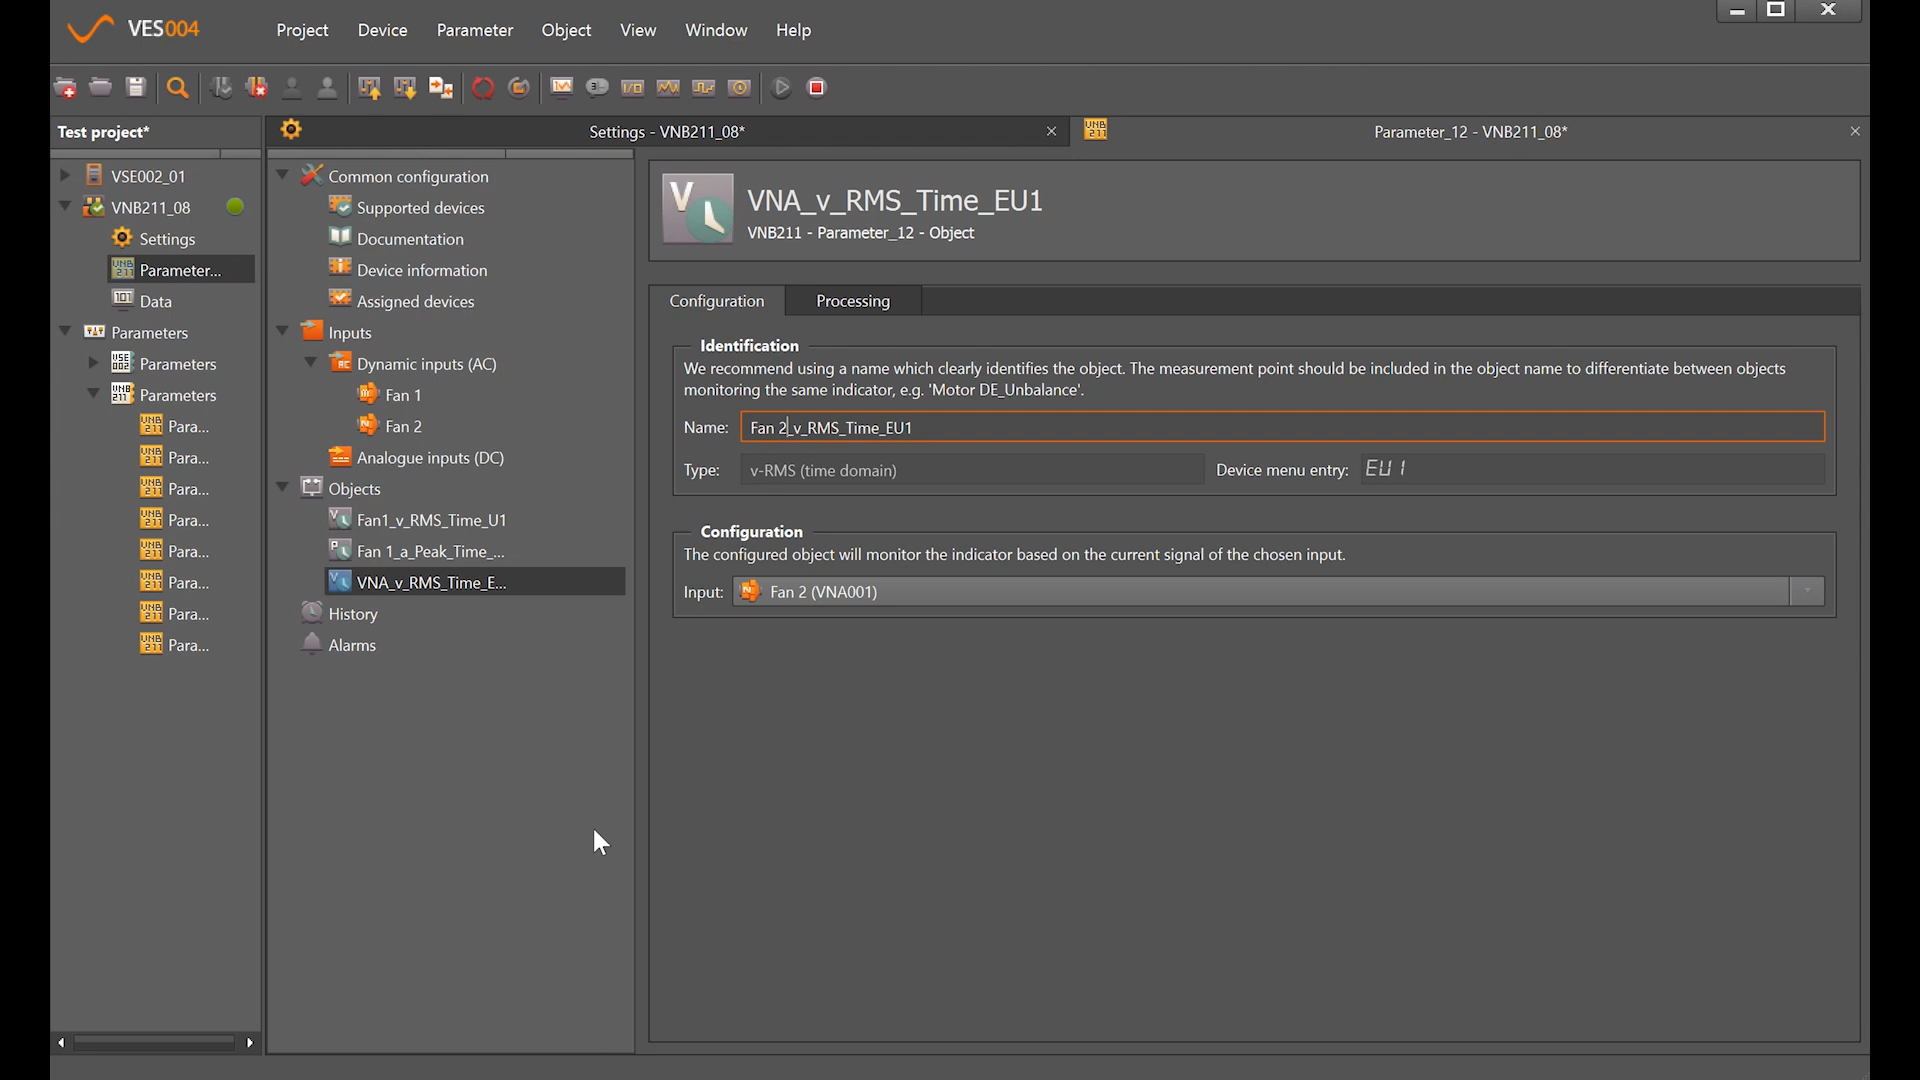 VES004
Project Device Parameter Object View Window Help
Test project*
Settings - VNB211_08*
Parameter_12 - VNB211_08*
VSE002_01
VNB211_08
Settings
Parameter...
Data
Parameters
Parameters
Parameters
Para...
Para...
Para...
Para...
Para...
Para...
Para...
Para...
Common configuration
Supported devices
Documentation
Device information
Assigned devices
Inputs
Dynamic inputs (AC)
Fan 1
Fan 2
Analogue inputs (DC)
Objects
Fan1_v_RMS_Time_U1
Fan 1_a_Peak_Time_...
VNA_v_RMS_Time_E...
History
Alarms
VNA_v_RMS_Time_EU1
VNB211 - Parameter_12 - Object
Configuration Processing
Identification
We recommend using a name which clearly identifies the object. The measurement point should be included in the object name to differentiate between objects
monitoring the same indicator, e.g. 'Motor DE_Unbalance'.
Name: Fan 2_v_RMS_Time_EU1
Type: v-RMS (time domain) Device menu entry: EU1
Configuration
The configured object will monitor the indicator based on the current signal of the chosen input.
Input: Fan 2 (VNA001)